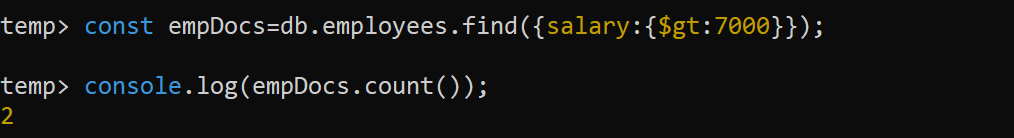 temp> const empDocs=db.employees.find({salary:{$gt:7000}});
temp> console.log(empDocs.count());
2